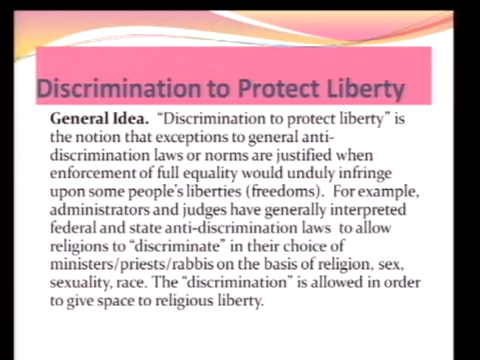 Discrimination to Protect Liberty
General Idea. “Discrimination to protect liberty” is
the notion that exceptions to general anti-
discrimination laws or norms are justified when
enforcement of full equality would unduly infringe
upon some people’s liberties (freedoms). For example,
administrators and judges have generally interpreted
federal and state anti-discrimination laws to allow
religions to “discriminate” in their choice of
ministers/priests/rabbis on the basis of religion, sex,
sexuality, race. The “discrimination” is allowed in order
to give space to religious liberty.